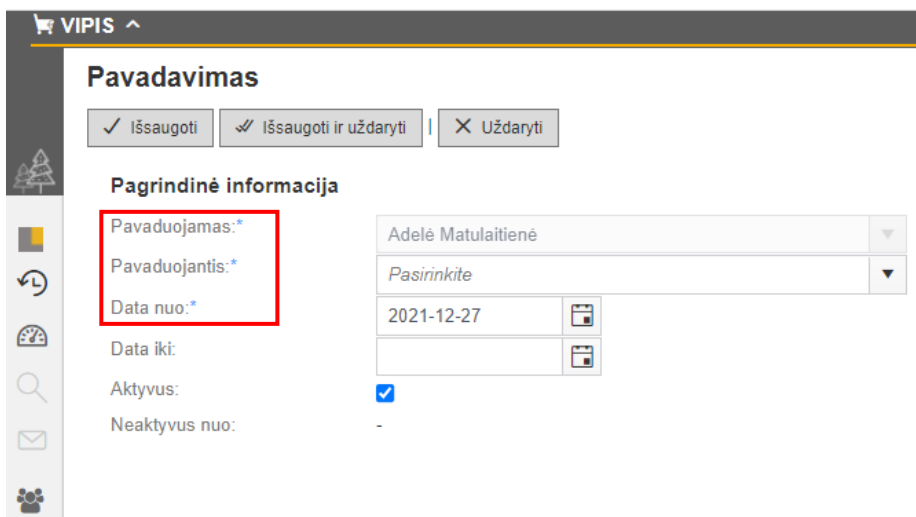 VIPIS
Pavadavimas
Išsaugoti Išsaugoti ir uždaryti | Uždaryti
Pagrindinė informacija
Pavaduojamas:* Adelė Matulaitienė
Pavaduojantis:* Pasirinkite
Data nuo:* 2021-12-27
Data iki:
Aktyvus:
Neaktyvus nuo: -